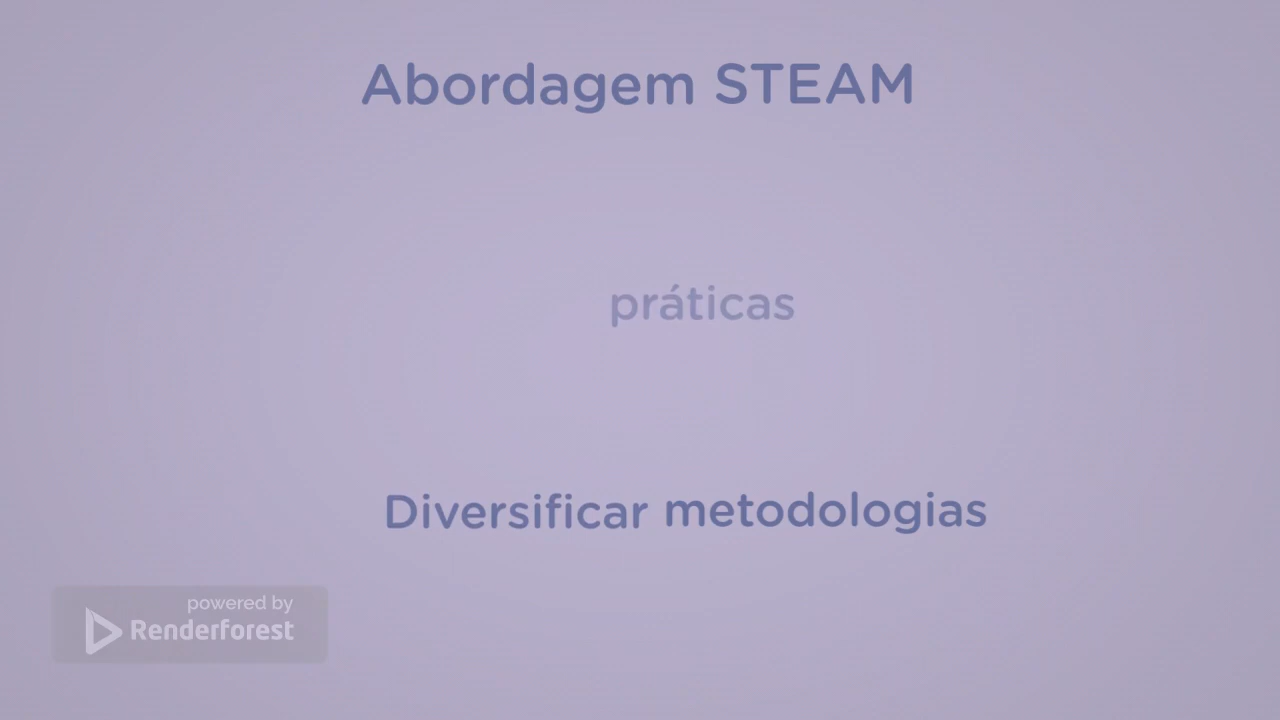 Abordagem STEAM
práticas
Diversificar metodologias
powered by
Renderforest